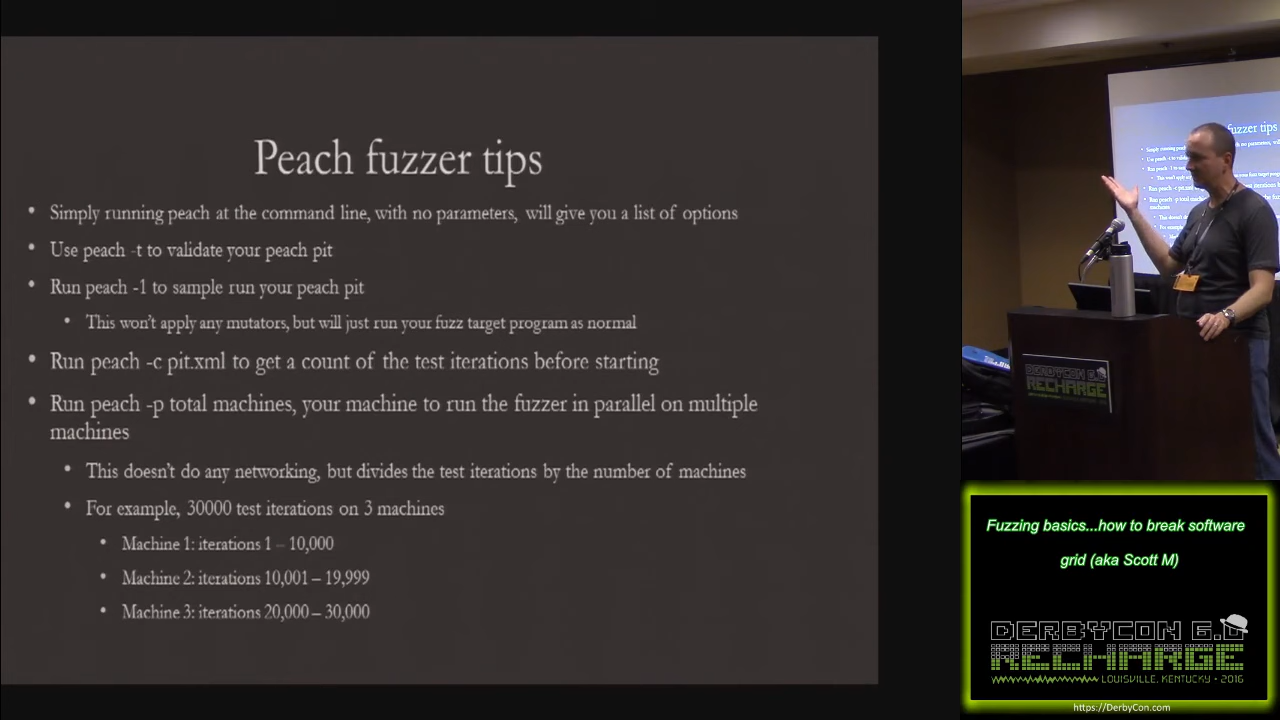 Peach fuzzer tips
• Simply running peach at the command line, with no parameters, will give you a list of options
• Use peach -t to validate your peach pit
• Run peach -1 to sample run your peach pit
• This won't apply any mutators, but will just run your fuzz target program as normal
• Run peach -c pit.xml to get a count of the test iterations before starting
• Run peach -p total machines, your machine to run the fuzzer in parallel on multiple
machines
• This doesn't do any networking, but divides the test iterations by the number of machines
• For example, 30000 test iterations on 3 machines
• Machine 1: iterations 1 – 10,000
• Machine 2: iterations 10,001 – 19,999
• Machine 3: iterations 20,000 – 30,000
fuzzer tips
DERBYCON 6.0
RECHARGE
Fuzzing basics...how to break software
grid (aka Scott M)
DERBYCON 6.0
RECHARGE
LOUISVILLE, KENTUCKY • 2016
https://DerbyCon.com